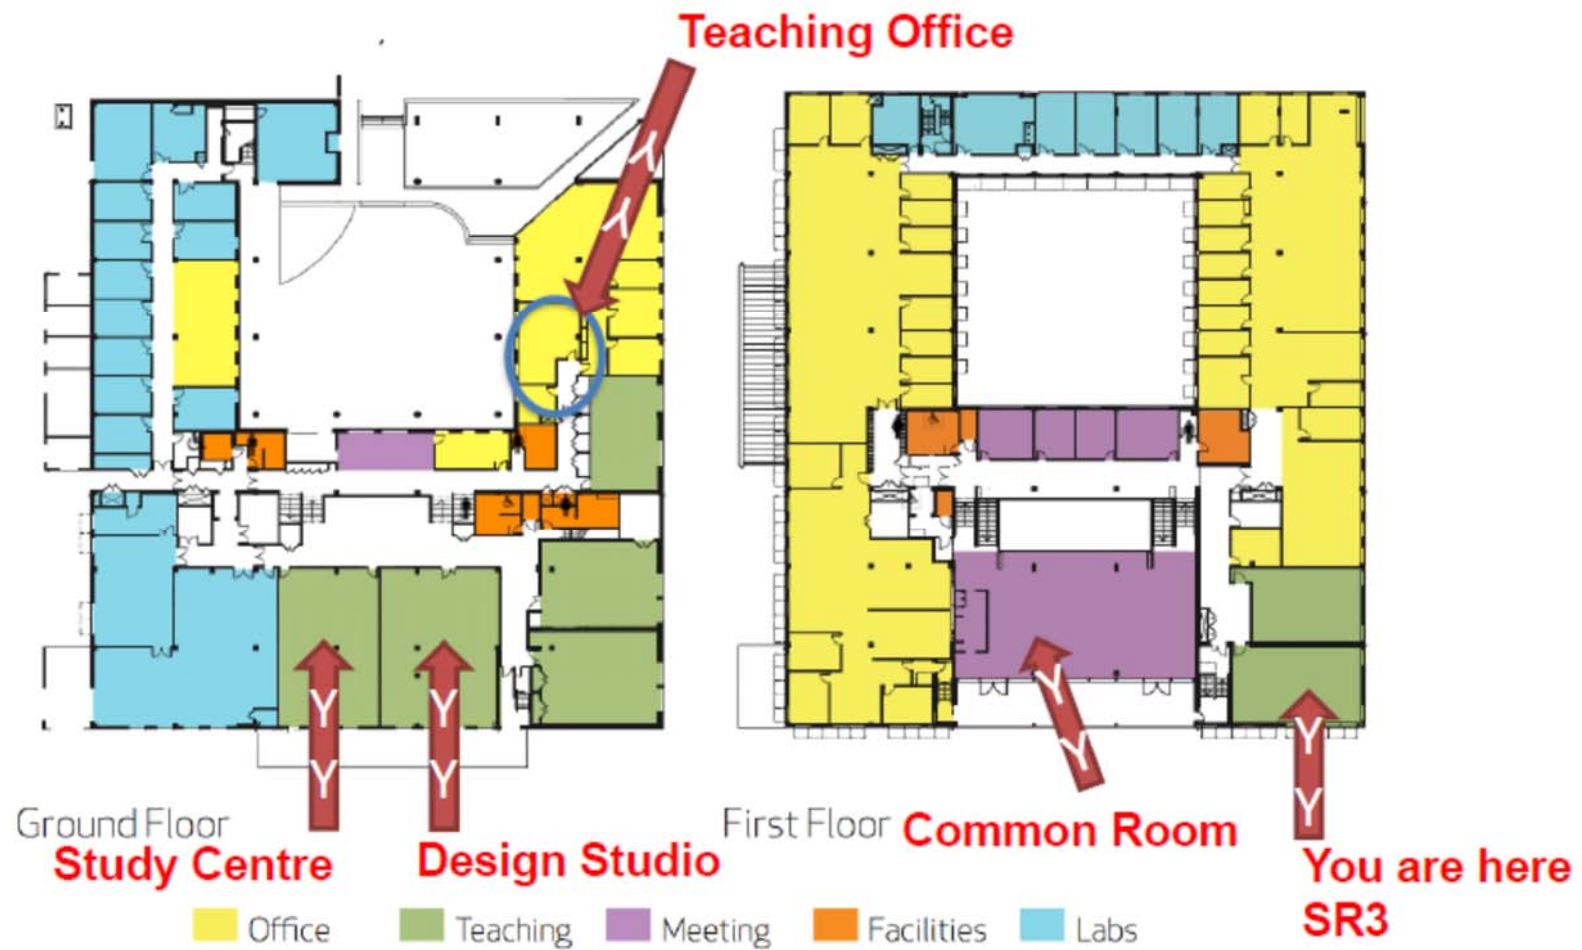 Teaching Office
Y
Y
Y
Y
Y
Y
Y
Y
Y
Y
Ground Floor
First Floor
Common Room
Study Centre
Design Studio
You are here
SR3
Office
Teaching
Meeting
Facilities
Labs